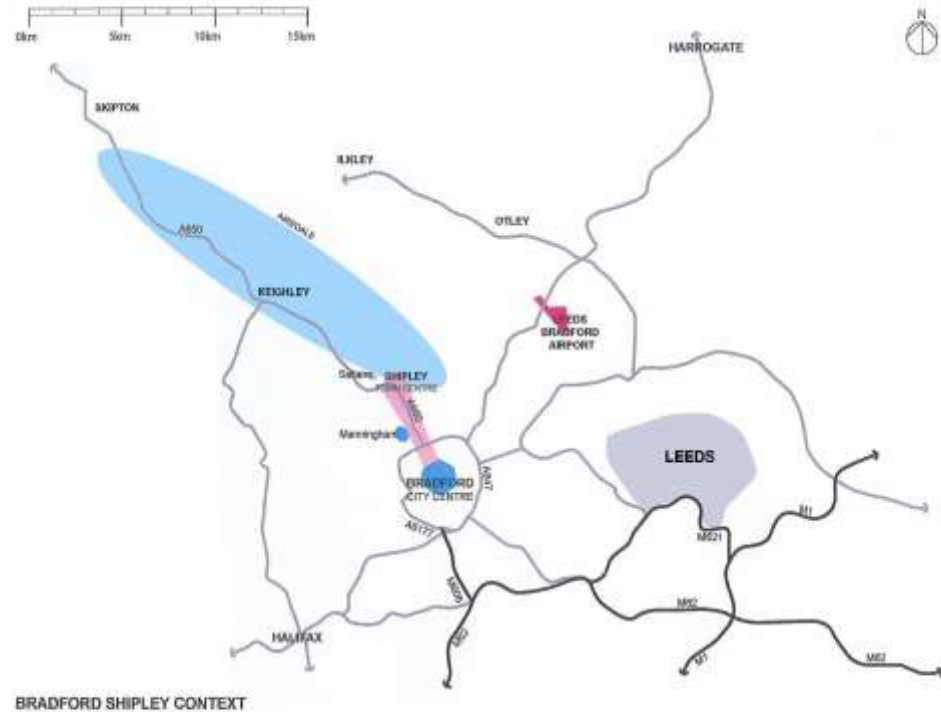 0km 5km 10km 15km
N
HARROGATE
SKIPTON
ILKLEY
OTLEY
AIREDALE
A650
KEIGHLEY
LEEDS
BRADFORD
AIRPORT
Saltaire
SHIPLEY
TOWN CENTRE
Manningham
LEEDS
BRADFORD
CITY CENTRE
A647
A6177
M1
M621
M606
M62
M62
HALIFAX
M1
M62
BRADFORD SHIPLEY CONTEXT